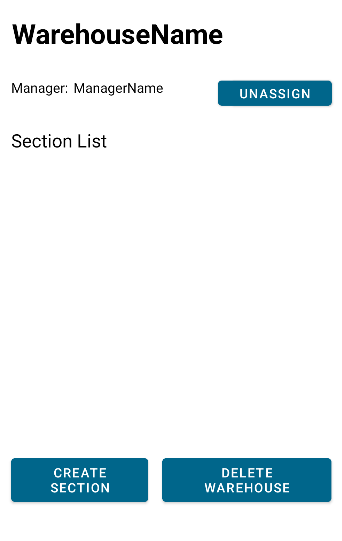 WarehouseName
Manager: ManagerName
UNASSIGN
Section List
CREATE
SECTION
DELETE
WAREHOUSE